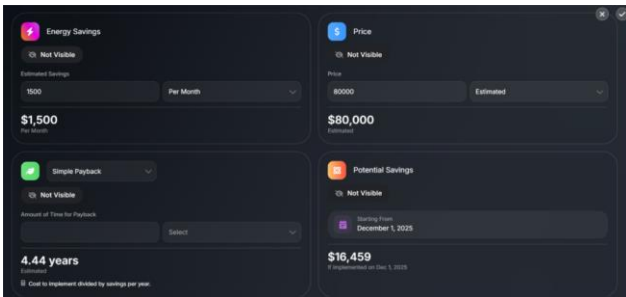 Energy Savings
Not Visible
Estimated Savings
1500 Per Month
$1,500
Per Month
Price
Not Visible
Price
80000 Estimated
$80,000
Estimated
Simple Payback
Not Visible
Amount of Time for Payback
Select
4.44 years
Estimated
Cost to implement divided by savings per year.
Potential Savings
Not Visible
Starting From
December 1, 2025
$16,459
If implemented on Dec 1, 2025